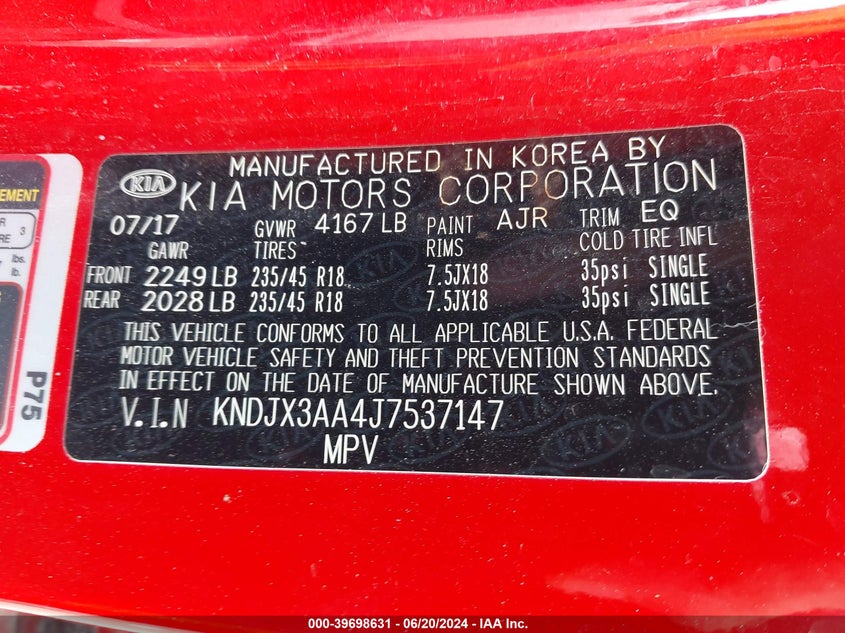 MANUFACTURED IN KOREA BY
KIA KIA MOTORS CORPORATION
07/17 GVWR 4167 LB PAINT AJR TRIM EQ
GAWR TIRES RIMS COLD TIRE INFL
FRONT 2249 LB 235/45 R18 7.5JX18 35psi SINGLE
REAR 2028 LB 235/45 R18 7.5JX18 35psi SINGLE
THIS VEHICLE CONFORMS TO ALL APPLICABLE U.S.A. FEDERAL
MOTOR VEHICLE SAFETY AND THEFT PREVENTION STANDARDS
IN EFFECT ON THE DATE OF MANUFACTURE SHOWN ABOVE.
V.I.N KNDJX3AA4J7537147
MPV
3
lbs.
lb.
P75
000-39698631 - 06/20/2024 - IAA Inc.